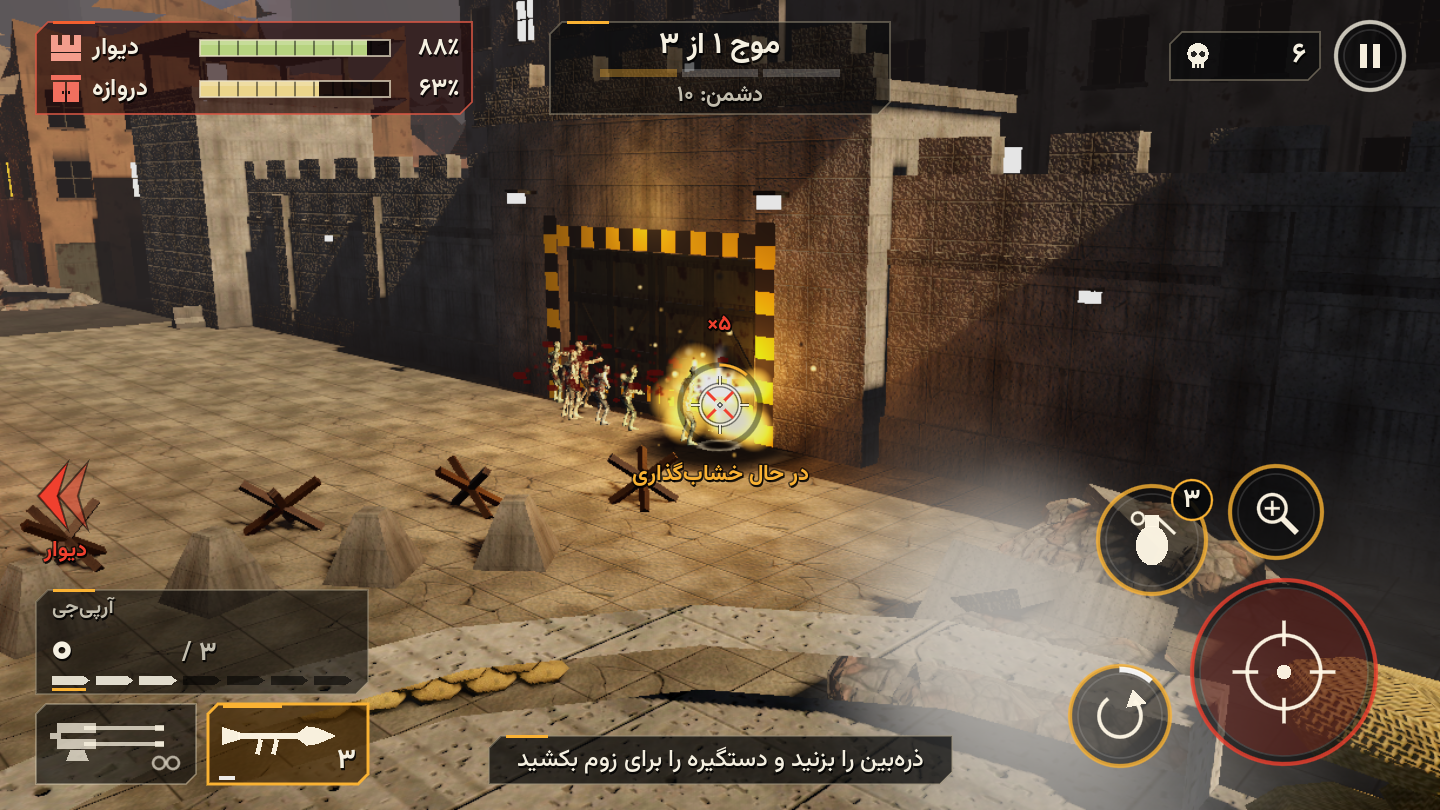 دیوار ۸۸٪
دروازه ۶۳٪
موج ۱ از ۳
دشمن: ۱۰
۶
×۵
در حال خشاب‌گذاری
دیوار
۳
آرپی‌جی
۰ / ۳
∞
۳
ذره‌بین را بزنید و دستگیره را برای زوم بکشید